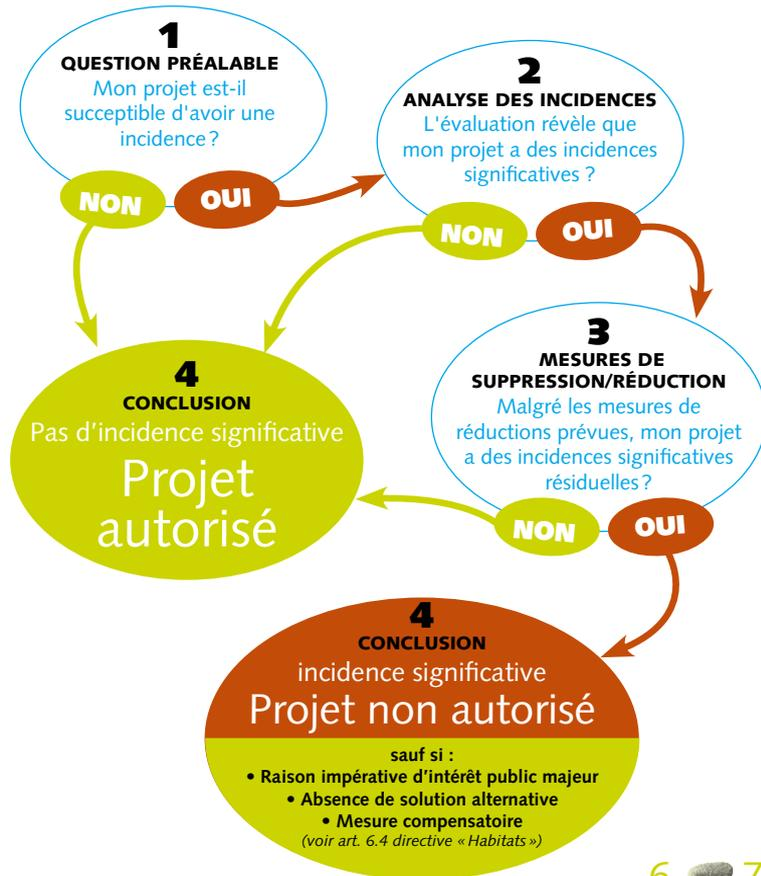 1
QUESTION PRÉALABLE
Mon projet est-il
succeptible d'avoir une
incidence ?
NON
OUI
2
ANALYSE DES INCIDENCES
L'évaluation révèle que
mon projet a des incidences
significatives ?
NON
OUI
3
MESURES DE
SUPPRESSION/RÉDUCTION
Malgré les mesures de
réductions prévues, mon projet
a des incidences significatives
résiduelles ?
NON
OUI
4
CONCLUSION
Pas d’incidence significative
Projet
autorisé
4
CONCLUSION
incidence significative
Projet non autorisé
sauf si :
• Raison impérative d’intérêt public majeur
• Absence de solution alternative
• Mesure compensatoire
(voir art. 6.4 directive « Habitats »)
6 7